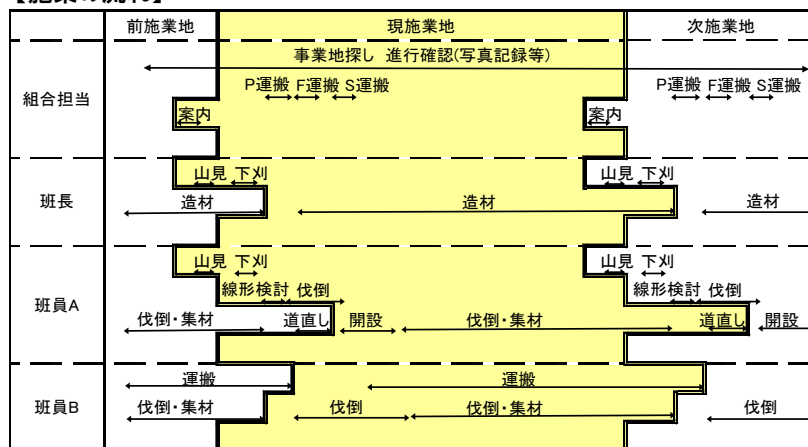 前施業地 現施業地 次施業地
事業地探し 進行確認(写真記録等)
組合担当 P運搬 F運搬 S運搬 P運搬 F運搬 S運搬
案内 案内
山見 下刈 山見 下刈
班長 造材 造材 造材
山見 下刈 山見 下刈
線形検討 伐倒 線形検討 伐倒
班員A 伐倒・集材 道直し 開設 伐倒・集材 道直し 開設
運搬 運搬
班員B 伐倒・集材 伐倒 伐倒・集材 伐倒